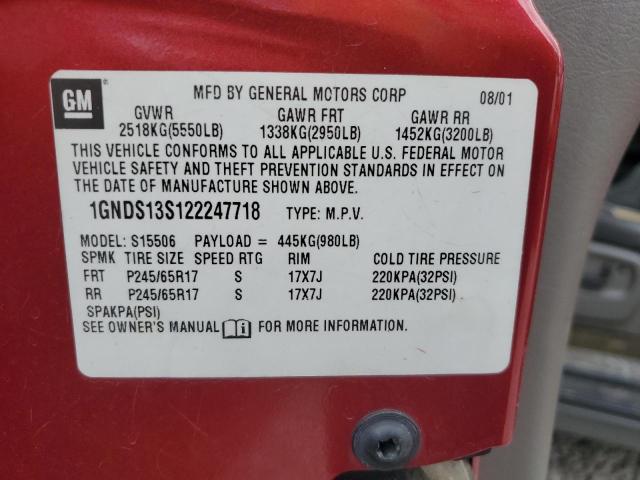 GM
MFD BY GENERAL MOTORS CORP 08/01
GVWR GAWR FRT GAWR RR
2518KG(5550LB) 1338KG(2950LB) 1452KG(3200LB)
THIS VEHICLE CONFORMS TO ALL APPLICABLE U.S. FEDERAL MOTOR
VEHICLE SAFETY AND THEFT PREVENTION STANDARDS IN EFFECT ON
THE DATE OF MANUFACTURE SHOWN ABOVE.
1GNDS13S122247718 TYPE: M.P.V.
MODEL: S15506 PAYLOAD = 445KG(980LB)
SPMK TIRE SIZE SPEED RTG RIM COLD TIRE PRESSURE
FRT P245/65R17 S 17X7J 220KPA(32PSI)
RR P245/65R17 S 17X7J 220KPA(32PSI)
SPAKPA(PSI)
SEE OWNER'S MANUAL FOR MORE INFORMATION.